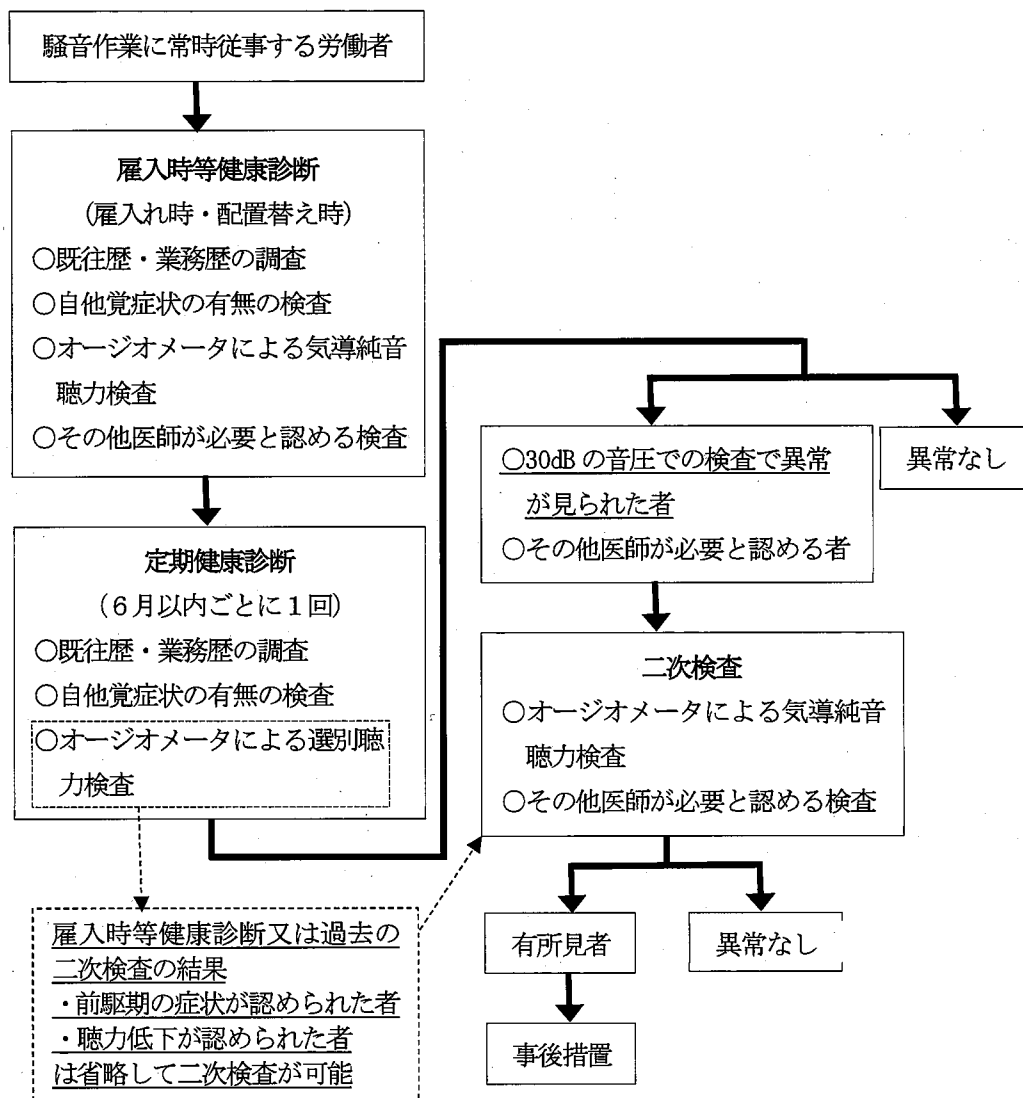 騒音作業に常時従事する労働者
雇入時等健康診断
(雇入れ時・配置替え時)
○既往歴・業務歴の調査
○自他覚症状の有無の検査
○オージオメータによる気導純音
聴力検査
○その他医師が必要と認める検査
定期健康診断
(6月以内ごとに1回)
○既往歴・業務歴の調査
○自他覚症状の有無の検査
○オージオメータによる選別聴
力検査
雇入時等健康診断又は過去の
二次検査の結果
・前駆期の症状が認められた者
・聴力低下が認められた者
は省略して二次検査が可能
○30dBの音圧での検査で異常
が見られた者
○その他医師が必要と認める者
異常なし
二次検査
○オージオメータによる気導純音
聴力検査
○その他医師が必要と認める検査
有所見者
異常なし
事後措置